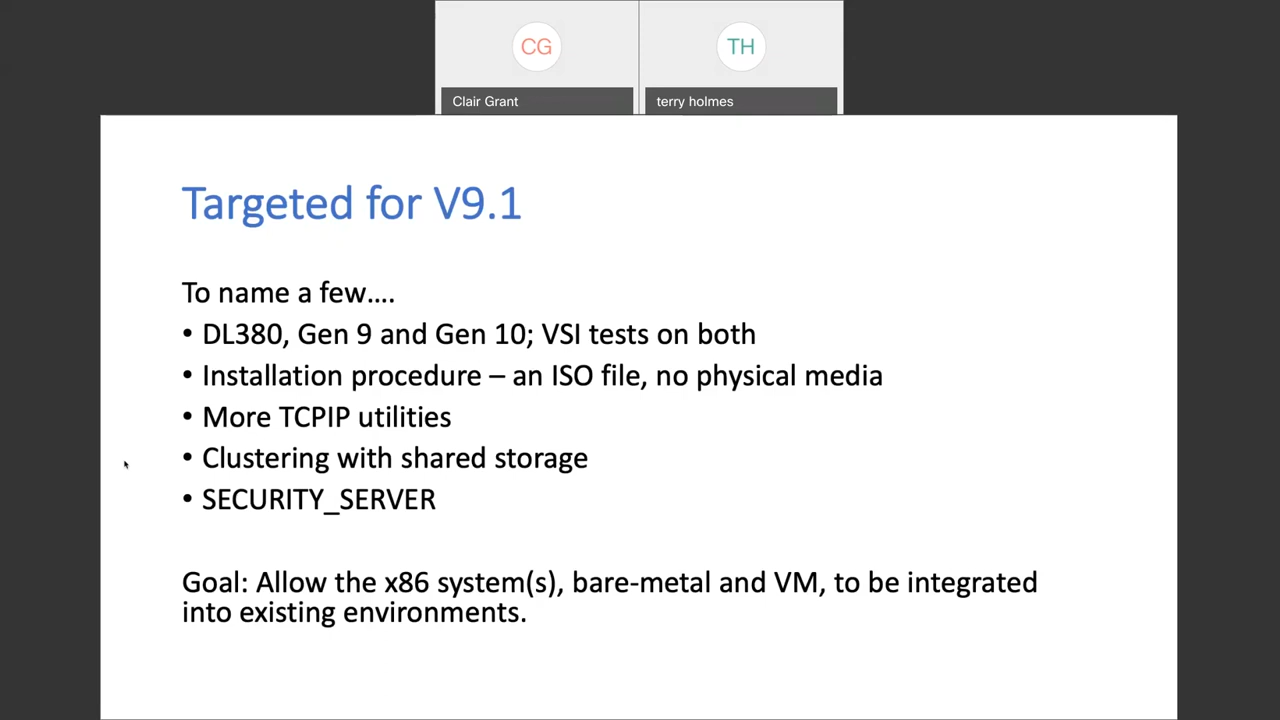 CG
TH
Clair Grant
terry holmes
Targeted for V9.1
To name a few....
• DL380, Gen 9 and Gen 10; VSI tests on both
• Installation procedure – an ISO file, no physical media
• More TCPIP utilities
• Clustering with shared storage
• SECURITY_SERVER
Goal: Allow the x86 system(s), bare-metal and VM, to be integrated
into existing environments.